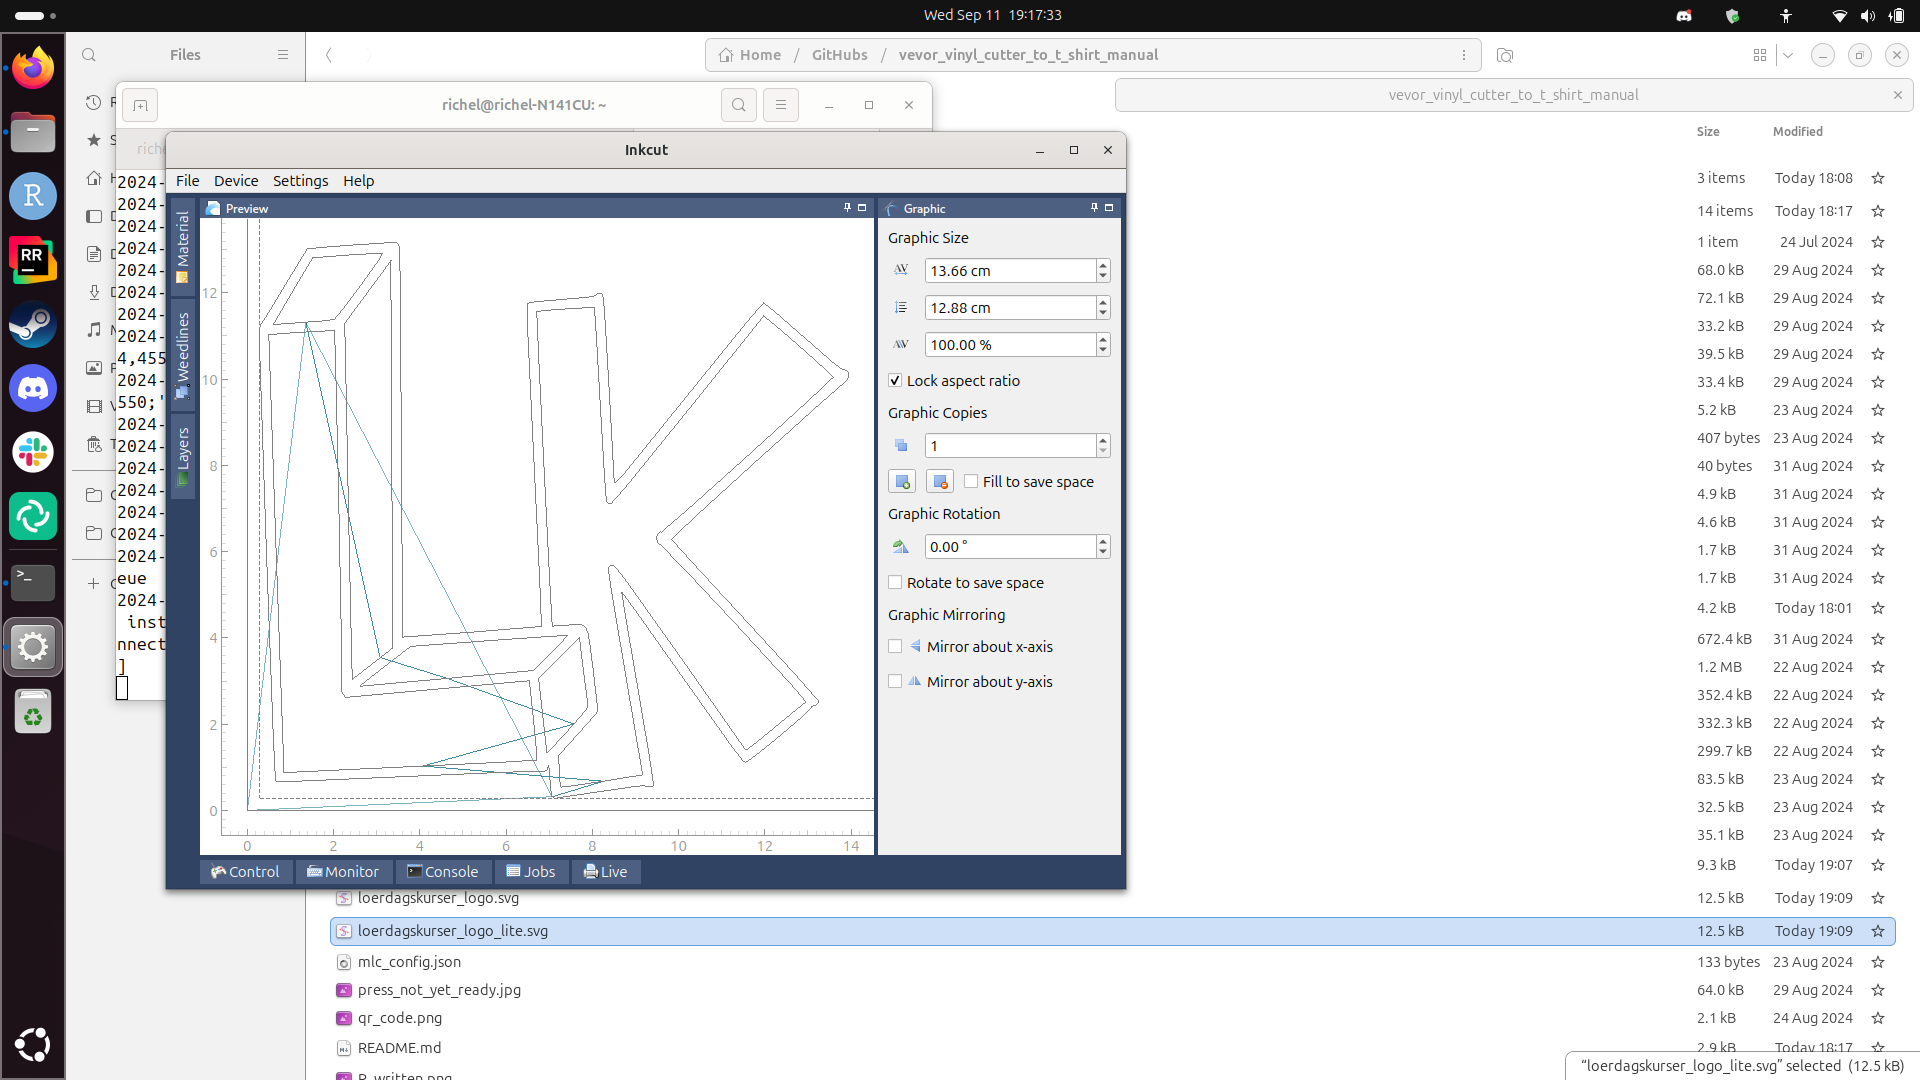 Wed Sep 11 19:17:33
Files
Home / GitHubs / vevor_vinyl_cutter_to_t_shirt_manual
richel@richel-N141CU: ~
vevor_vinyl_cutter_to_t_shirt_manual
Size Modified
Inkcut
File Device Settings Help
Preview
Graphic
Material
Weedlines
Layers
Graphic Size
13.66 cm
12.88 cm
100.00 %
Lock aspect ratio
Graphic Copies
1
Fill to save space
Graphic Rotation
0.00 °
Rotate to save space
Graphic Mirroring
Mirror about x-axis
Mirror about y-axis
12
10
8
6
4
2
0
0 2 4 6 8 10 12 14
Control Monitor Console Jobs Live
2024-
2024-
2024-
2024-
2024-
2024-
2024-
2024-
4,455
2024-
550;'
2024-
2024-
2024-
2024-
2024-
2024-
2024-
eue
2024-
inst
nnect
]
3 items Today 18:08
14 items Today 18:17
1 item 24 Jul 2024
68.0 kB 29 Aug 2024
72.1 kB 29 Aug 2024
33.2 kB 29 Aug 2024
39.5 kB 29 Aug 2024
33.4 kB 29 Aug 2024
5.2 kB 23 Aug 2024
407 bytes 23 Aug 2024
40 bytes 31 Aug 2024
4.9 kB 31 Aug 2024
4.6 kB 31 Aug 2024
1.7 kB 31 Aug 2024
1.7 kB 31 Aug 2024
4.2 kB Today 18:01
672.4 kB 31 Aug 2024
1.2 MB 22 Aug 2024
352.4 kB 22 Aug 2024
332.3 kB 22 Aug 2024
299.7 kB 22 Aug 2024
83.5 kB 23 Aug 2024
32.5 kB 23 Aug 2024
35.1 kB 23 Aug 2024
9.3 kB Today 19:07
loerdagskurser_logo.svg 12.5 kB Today 19:09
loerdagskurser_logo_lite.svg 12.5 kB Today 19:09
mlc_config.json 133 bytes 23 Aug 2024
press_not_yet_ready.jpg 64.0 kB 29 Aug 2024
qr_code.png 2.1 kB 24 Aug 2024
README.md 2.9 kB Today 18:17
"loerdagskurser_logo_lite.svg" selected (12.5 kB)